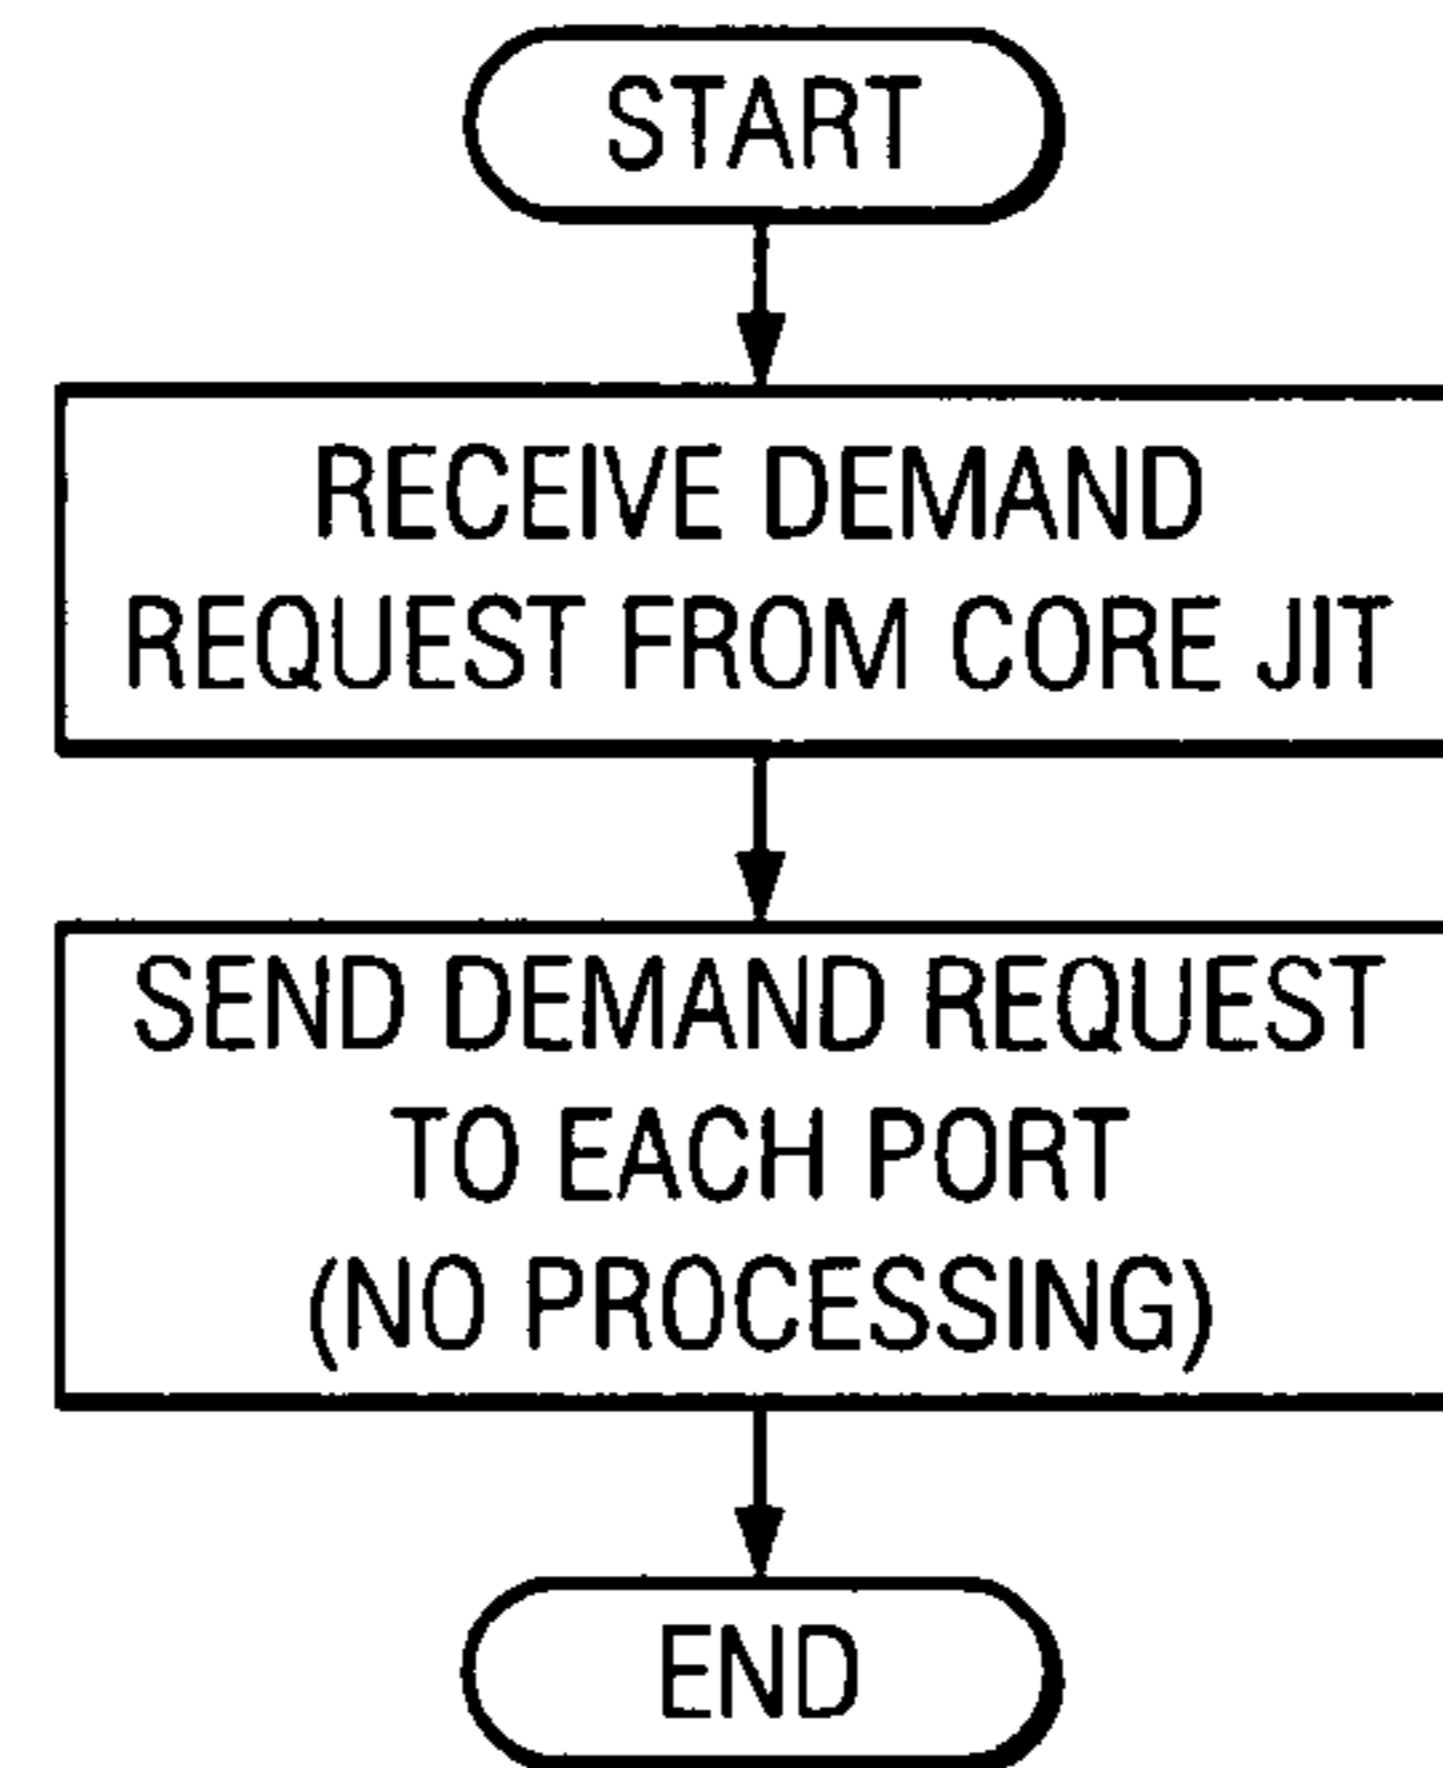 START
RECEIVE DEMAND
REQUEST FROM CORE JIT
SEND DEMAND REQUEST
TO EACH PORT
(NO PROCESSING)
END